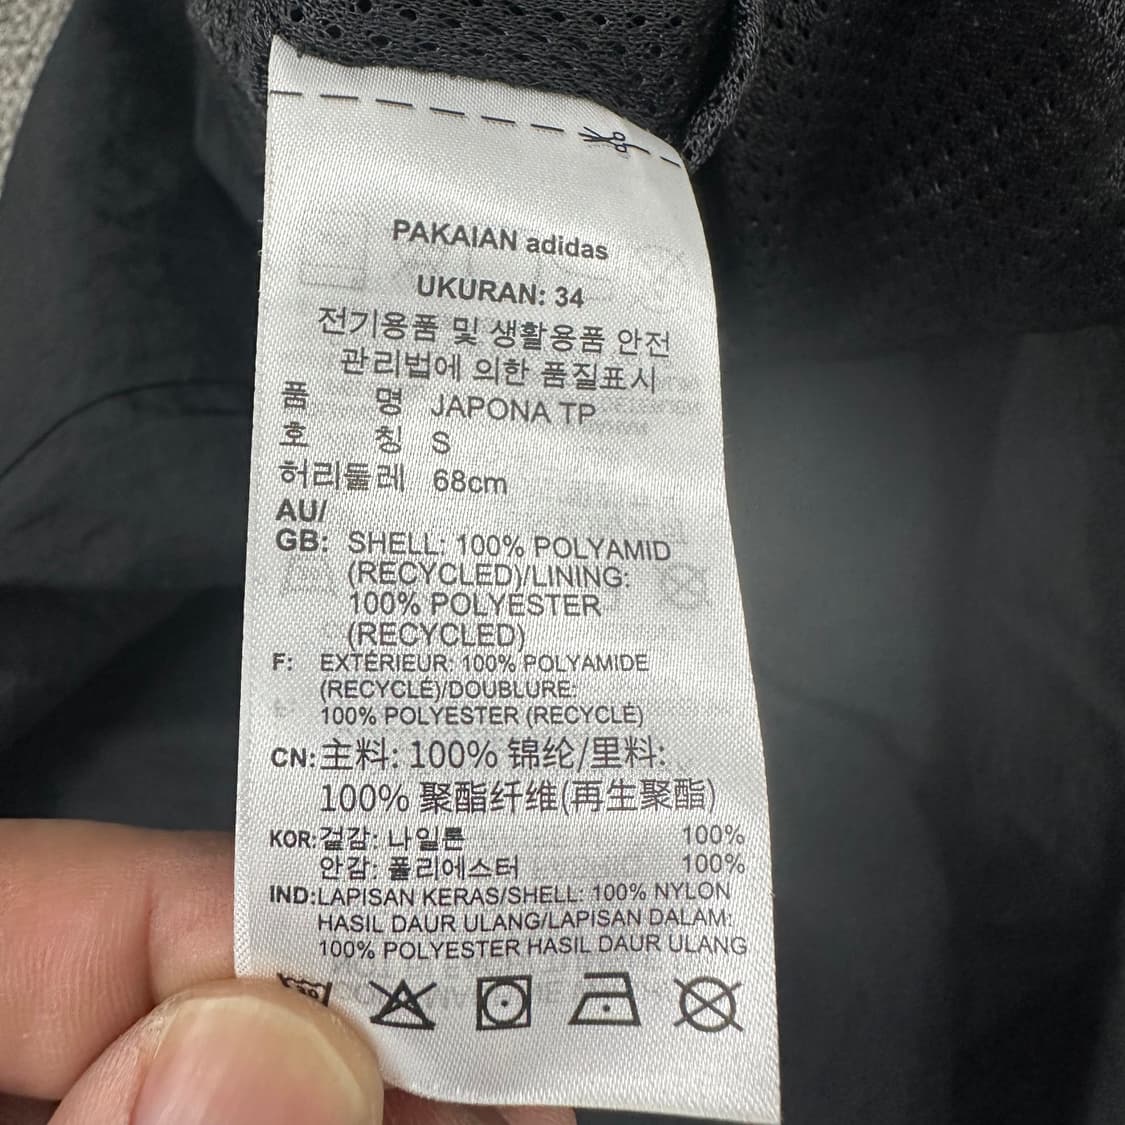 PAKAIAN adidas
UKURAN: 34
전기용품 및 생활용품 안전
관리법에 의한 품질표시
품 명 JAPONA TP
호 칭 S
허리둘레 68cm
AU/
GB: SHELL: 100% POLYAMID
(RECYCLED)/LINING:
100% POLYESTER
(RECYCLED)
F: EXTÉRIEUR: 100% POLYAMIDE
(RECYCLÉ)/DOUBLURE:
100% POLYESTER (RECYCLÉ)
CN: 主料: 100% 锦纶/里料:
100% 聚酯纤维(再生聚酯)
KOR: 겉감: 나일론 100%
안감: 폴리에스터 100%
IND: LAPISAN KERAS/SHELL: 100% NYLON
HASIL DAUR ULANG/LAPISAN DALAM:
100% POLYESTER HASIL DAUR ULANG
30